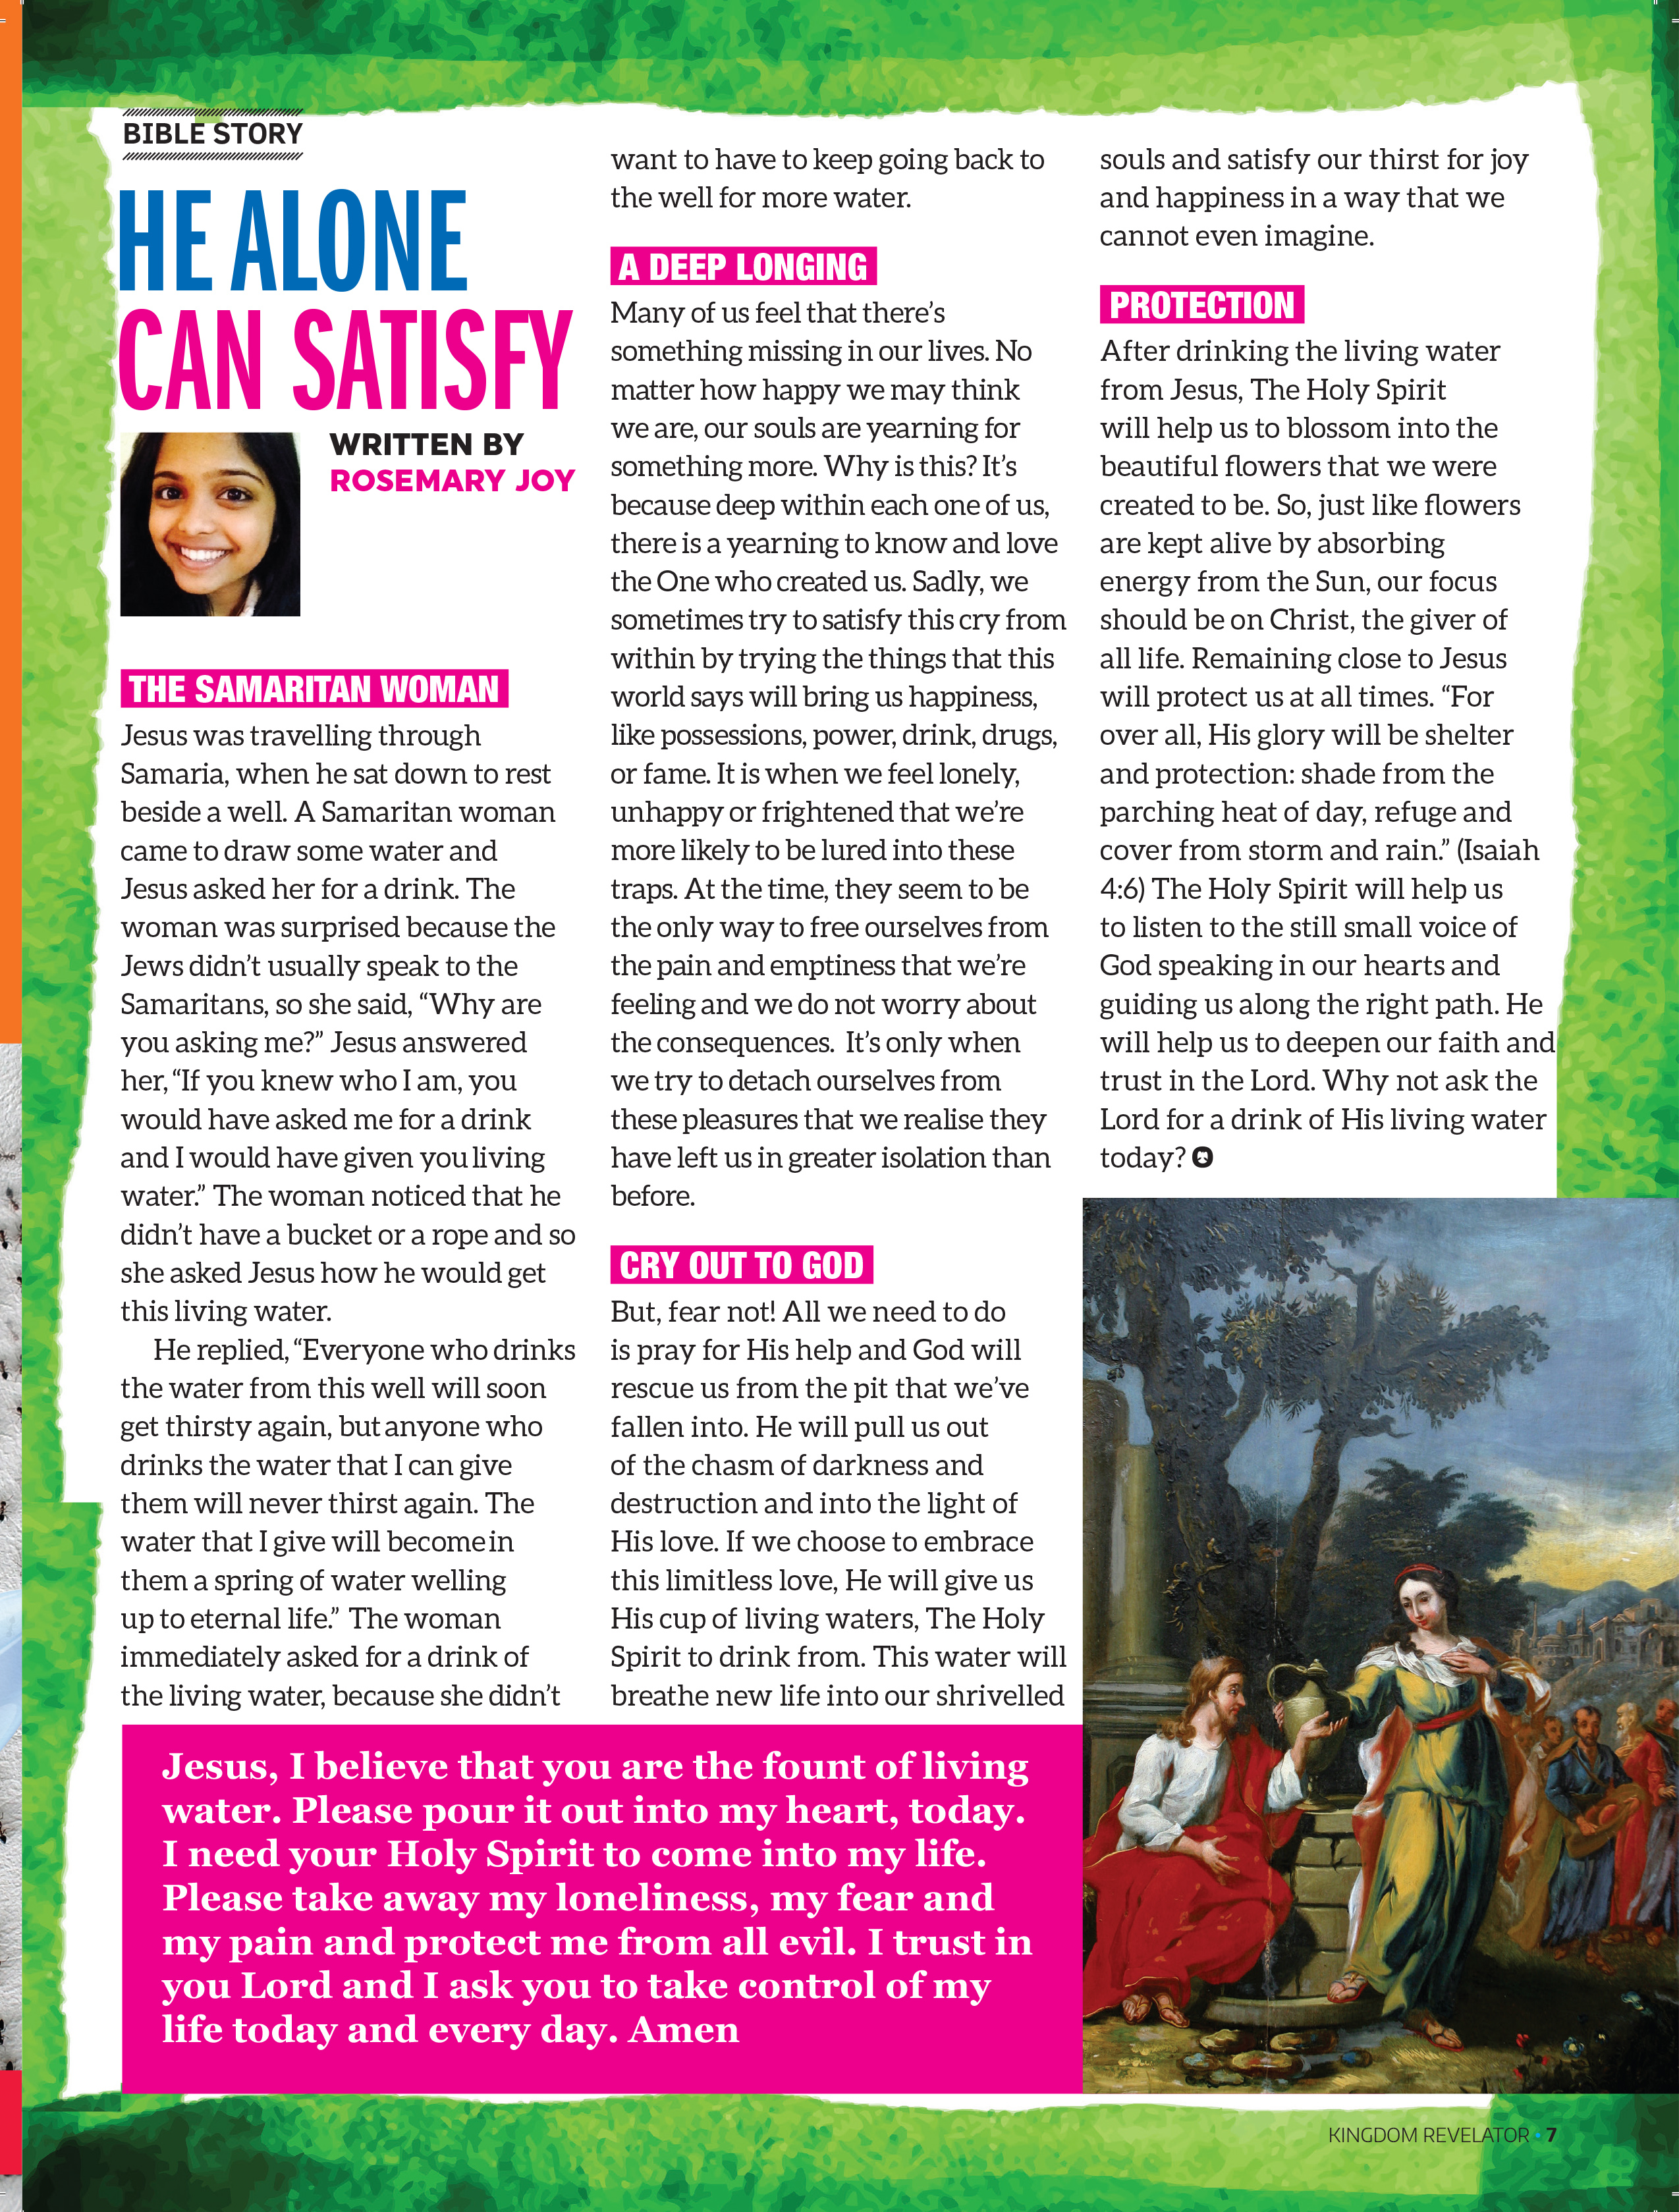 BIBLE STORY
HE ALONE
CAN SATISFY
WRITTEN BY
ROSEMARY JOY
THE SAMARITAN WOMAN
Jesus was travelling through
Samaria, when he sat down to rest
beside a well. A Samaritan woman
came to draw some water and
Jesus asked her for a drink. The
woman was surprised because the
Jews didn’t usually speak to the
Samaritans, so she said, “Why are
you asking me?” Jesus answered
her, “If you knew who I am, you
would have asked me for a drink
and I would have given you living
water.” The woman noticed that he
didn’t have a bucket or a rope and so
she asked Jesus how he would get
this living water.
He replied, “Everyone who drinks
the water from this well will soon
get thirsty again, but anyone who
drinks the water that I can give
them will never thirst again. The
water that I give will become in
them a spring of water welling
up to eternal life.” The woman
immediately asked for a drink of
the living water, because she didn’t
want to have to keep going back to
the well for more water.
A DEEP LONGING
Many of us feel that there’s
something missing in our lives. No
matter how happy we may think
we are, our souls are yearning for
something more. Why is this? It’s
because deep within each one of us,
there is a yearning to know and love
the One who created us. Sadly, we
sometimes try to satisfy this cry from
within by trying the things that this
world says will bring us happiness,
like possessions, power, drink, drugs,
or fame. It is when we feel lonely,
unhappy or frightened that we’re
more likely to be lured into these
traps. At the time, they seem to be
the only way to free ourselves from
the pain and emptiness that we’re
feeling and we do not worry about
the consequences. It’s only when
we try to detach ourselves from
these pleasures that we realise they
have left us in greater isolation than
before.
CRY OUT TO GOD
But, fear not! All we need to do
is pray for His help and God will
rescue us from the pit that we’ve
fallen into. He will pull us out
of the chasm of darkness and
destruction and into the light of
His love. If we choose to embrace
this limitless love, He will give us
His cup of living waters, The Holy
Spirit to drink from. This water will
breathe new life into our shrivelled
souls and satisfy our thirst for joy
and happiness in a way that we
cannot even imagine.
PROTECTION
After drinking the living water
from Jesus, The Holy Spirit
will help us to blossom into the
beautiful flowers that we were
created to be. So, just like flowers
are kept alive by absorbing
energy from the Sun, our focus
should be on Christ, the giver of
all life. Remaining close to Jesus
will protect us at all times. “For
over all, His glory will be shelter
and protection: shade from the
parching heat of day, refuge and
cover from storm and rain.” (Isaiah
4:6) The Holy Spirit will help us
to listen to the still small voice of
God speaking in our hearts and
guiding us along the right path. He
will help us to deepen our faith and
trust in the Lord. Why not ask the
Lord for a drink of His living water
today?
Jesus, I believe that you are the fount of living
water. Please pour it out into my heart, today.
I need your Holy Spirit to come into my life.
Please take away my loneliness, my fear and
my pain and protect me from all evil. I trust in
you Lord and I ask you to take control of my
life today and every day. Amen
KINGDOM REVELATOR • 7